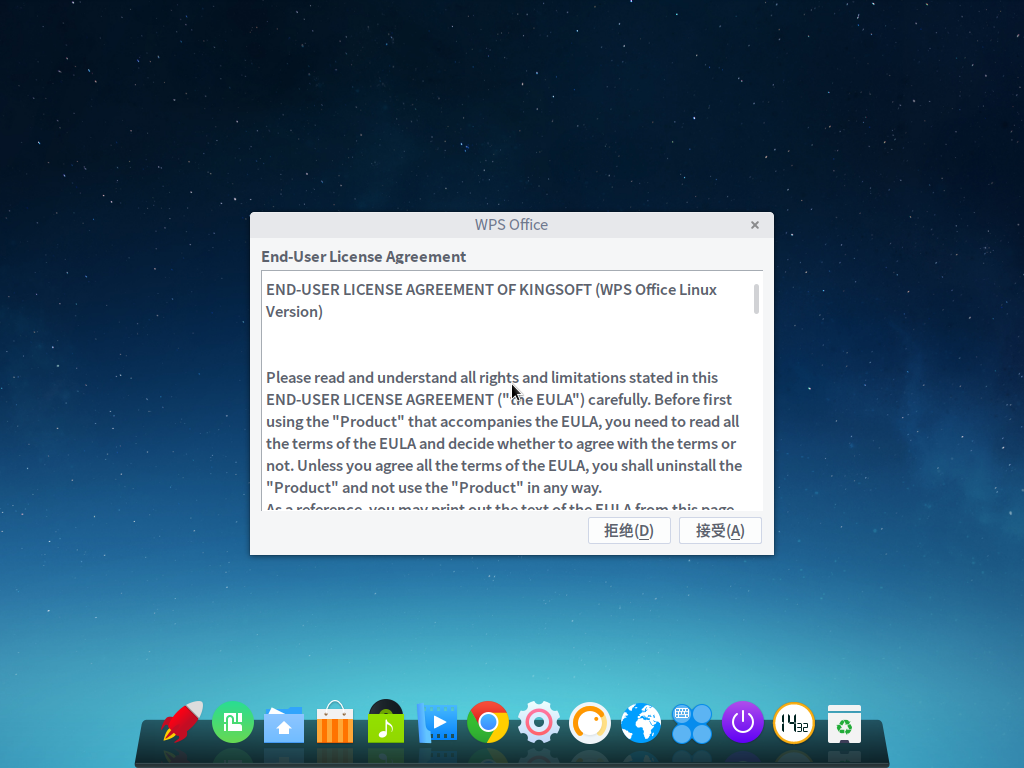 WPS Office
End-User License Agreement
END-USER LICENSE AGREEMENT OF KINGSOFT (WPS Office Linux
Version)
Please read and understand all rights and limitations stated in this
END-USER LICENSE AGREEMENT ("the EULA") carefully. Before first
using the "Product" that accompanies the EULA, you need to read all
the terms of the EULA and decide whether to agree with the terms or
not. Unless you agree all the terms of the EULA, you shall uninstall the
"Product" and not use the "Product" in any way.
As a reference, you may print out the text of the EULA from this page
拒绝(D) 接受(A)
14 32